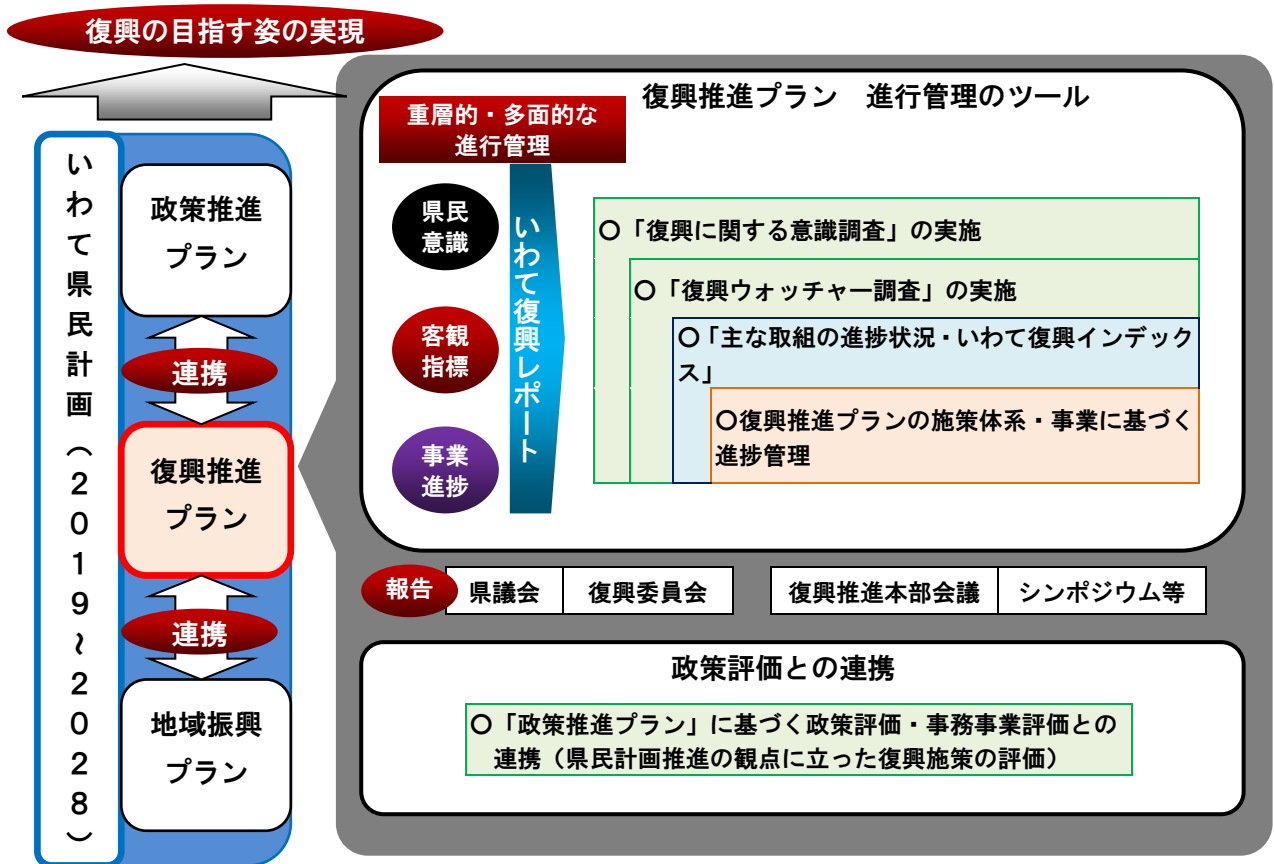 復興の目指す姿の実現
いわて県民計画（2019～2028）
政策推進
プラン
連携
復興推進
プラン
連携
地域振興
プラン
復興推進プラン　進行管理のツール
重層的・多面的な
進行管理
県民
意識
客観
指標
事業
進捗
いわて復興レポート
○「復興に関する意識調査」の実施
○「復興ウォッチャー調査」の実施
○「主な取組の進捗状況・いわて復興インデック
ス」
○復興推進プランの施策体系・事業に基づく
進捗管理
報告
県議会
復興委員会
復興推進本部会議
シンポジウム等
政策評価との連携
○「政策推進プラン」に基づく政策評価・事務事業評価との
連携（県民計画推進の観点に立った復興施策の評価）